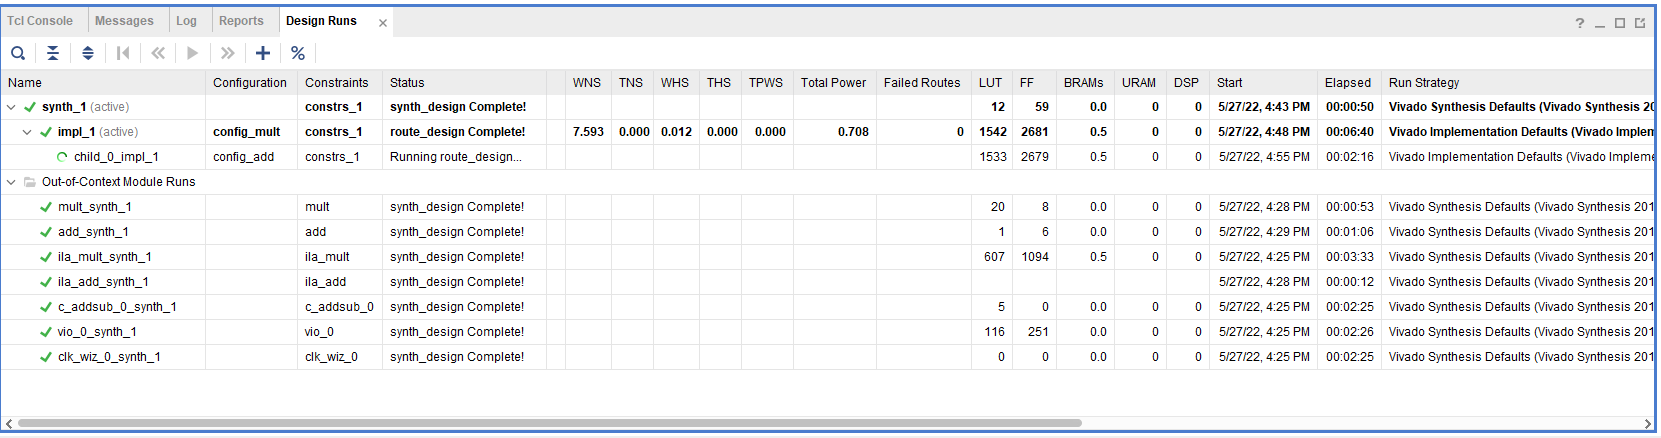 Tcl Console Messages Log Reports Design Runs × ?
%
Name Configuration Constraints Status WNS TNS WHS THS TPWS Total Power Failed Routes LUT FF BRAMs URAM DSP Start Elapsed Run Strategy
synth_1 (active) constrs_1 synth_design Complete! 12 59 0.0 0 0 5/27/22, 4:43 PM 00:00:50 Vivado Synthesis Defaults (Vivado Synthesis 20
impl_1 (active) config_mult constrs_1 route_design Complete! 7.593 0.000 0.012 0.000 0.000 0.708 0 1542 2681 0.5 0 0 5/27/22, 4:48 PM 00:06:40 Vivado Implementation Defaults (Vivado Implem
child_0_impl_1 config_add constrs_1 Running route_design... 1533 2679 0.5 0 0 5/27/22, 4:55 PM 00:02:16 Vivado Implementation Defaults (Vivado Impleme
Out-of-Context Module Runs
mult_synth_1 mult synth_design Complete! 20 8 0.0 0 0 5/27/22, 4:28 PM 00:00:53 Vivado Synthesis Defaults (Vivado Synthesis 201
add_synth_1 add synth_design Complete! 1 6 0.0 0 0 5/27/22, 4:29 PM 00:01:06 Vivado Synthesis Defaults (Vivado Synthesis 201
ila_mult_synth_1 ila_mult synth_design Complete! 607 1094 0.5 0 0 5/27/22, 4:25 PM 00:03:33 Vivado Synthesis Defaults (Vivado Synthesis 201
ila_add_synth_1 ila_add synth_design Complete! 5/27/22, 4:28 PM 00:00:12 Vivado Synthesis Defaults (Vivado Synthesis 201
c_addsub_0_synth_1 c_addsub_0 synth_design Complete! 5 0 0.0 0 0 5/27/22, 4:25 PM 00:02:25 Vivado Synthesis Defaults (Vivado Synthesis 201
vio_0_synth_1 vio_0 synth_design Complete! 116 251 0.0 0 0 5/27/22, 4:25 PM 00:02:26 Vivado Synthesis Defaults (Vivado Synthesis 201
clk_wiz_0_synth_1 clk_wiz_0 synth_design Complete! 0 0 0.0 0 0 5/27/22, 4:25 PM 00:02:25 Vivado Synthesis Defaults (Vivado Synthesis 201